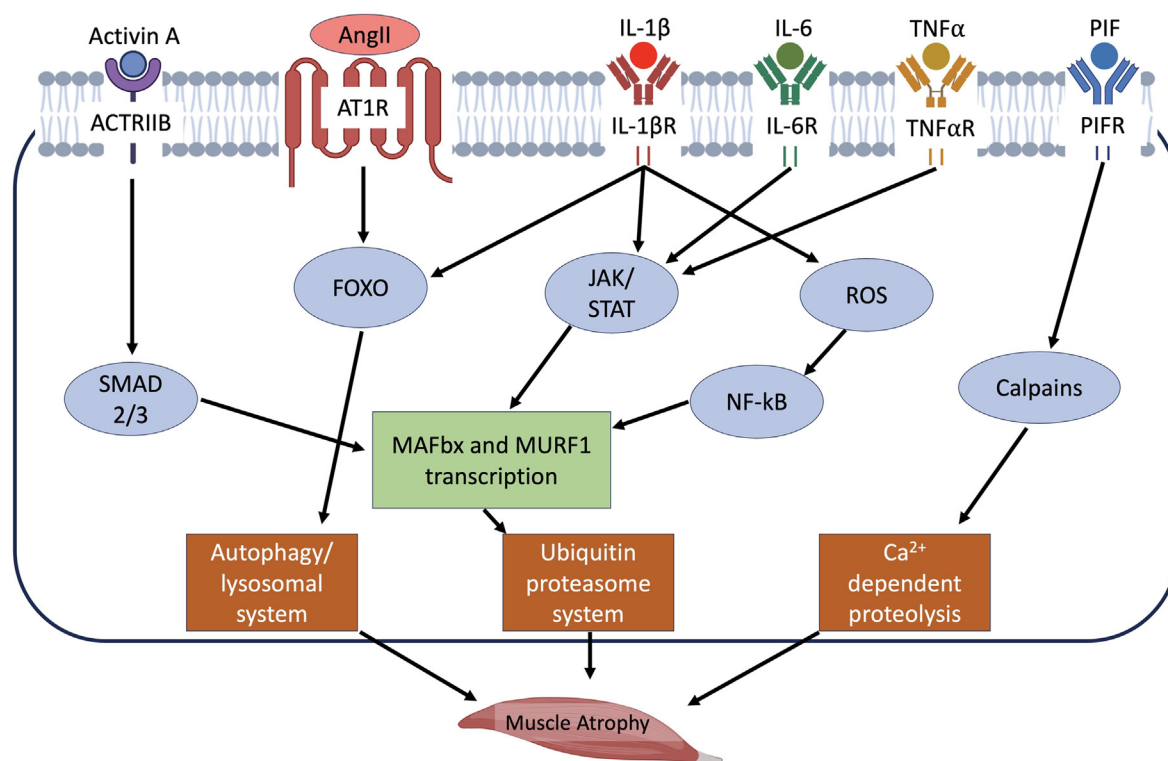 Activin A
AngII
IL-1β
IL-6
TNFα
PIF
ACTRIIB
AT1R
IL-1βR
IL-6R
TNFαR
PIFR
FOXO
JAK/
STAT
ROS
SMAD
2/3
NF-kB
Calpains
MAFbx and MURF1
transcription
Autophagy/
lysosomal
system
Ubiquitin
proteasome
system
Ca²⁺
dependent
proteolysis
Muscle Atrophy